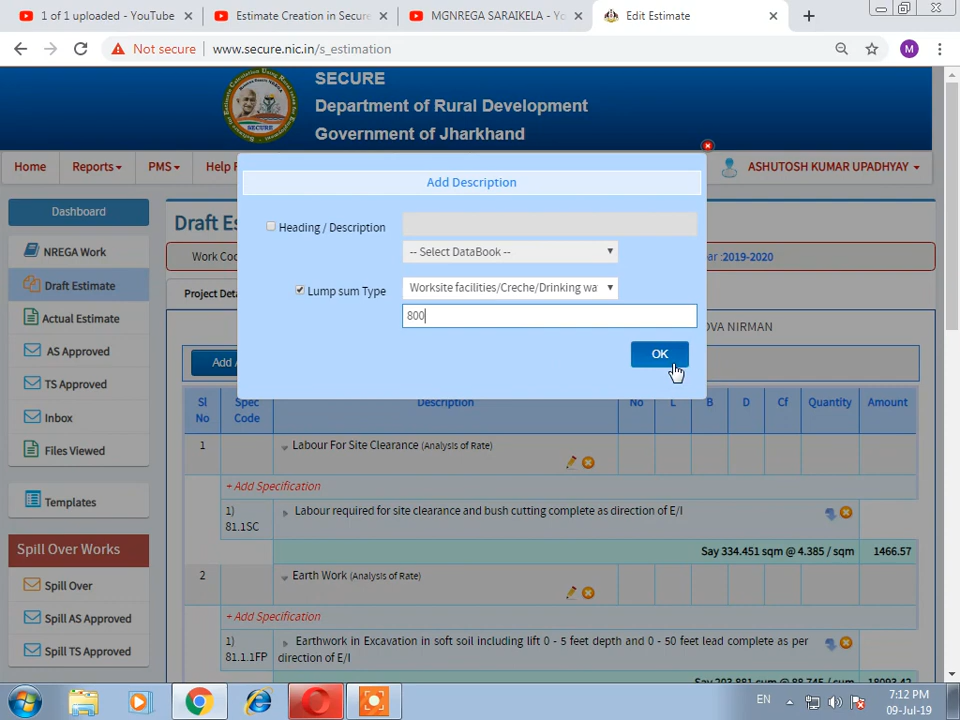 1 of 1 uploaded - YouTube
Estimate Creation in Secure
MGNREGA SARAIKELA - Yo
Edit Estimate
Not secure
www.secure.nic.in/s_estimation
M
SECURE
Department of Rural Development
Government of Jharkhand
Home
Reports
PMS
Help
ASHUTOSH KUMAR UPADHYAY
Add Description
Heading / Description
-- Select DataBook --
Lump sum Type
Worksite facilities/Creche/Drinking wa
800
OK
Dashboard
NREGA Work
Draft Estimate
Actual Estimate
AS Approved
TS Approved
Inbox
Files Viewed
Templates
Spill Over Works
Spill Over
Spill AS Approved
Spill TS Approved
Draft Es
Work Co
ar :2019-2020
Project Deta
OVA NIRMAN
Add
Sl No
Spec Code
Description
No
L
B
D
Cf
Quantity
Amount
1
Labour For Site Clearance (Analysis of Rate)
+ Add Specification
1) 81.1SC
Labour required for site clearance and bush cutting complete as direction of E/I
Say 334.451 sqm @ 4.385 / sqm
1466.57
2
Earth Work (Analysis of Rate)
+ Add Specification
1) 81.1.1FP
Earthwork in Excavation in soft soil including lift 0 - 5 feet depth and 0 - 50 feet lead complete as per
direction of E/I
EN
7:12 PM
09-Jul-19